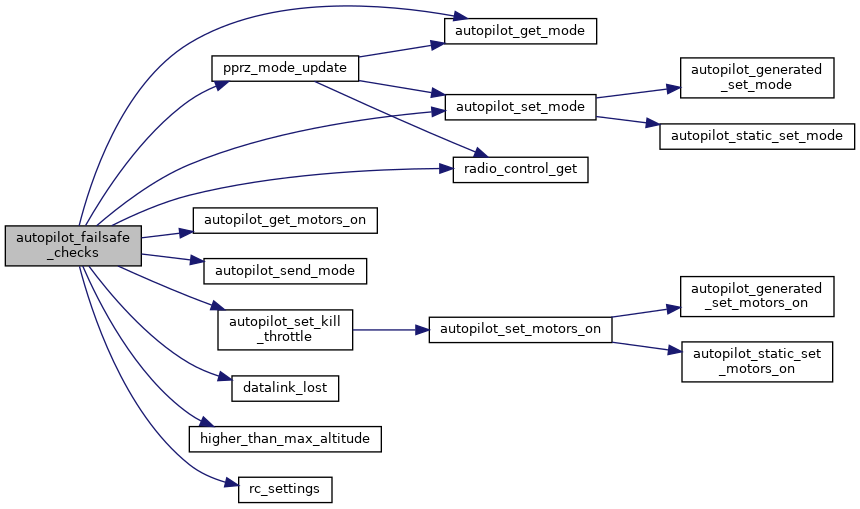 autopilot_failsafe
_checks
autopilot_get_mode
pprz_mode_update
autopilot_set_mode
autopilot_generated
_set_mode
autopilot_static_set_mode
radio_control_get
autopilot_get_motors_on
autopilot_send_mode
autopilot_set_kill
_throttle
autopilot_set_motors_on
autopilot_generated
_set_motors_on
autopilot_static_set
_motors_on
datalink_lost
higher_than_max_altitude
rc_settings